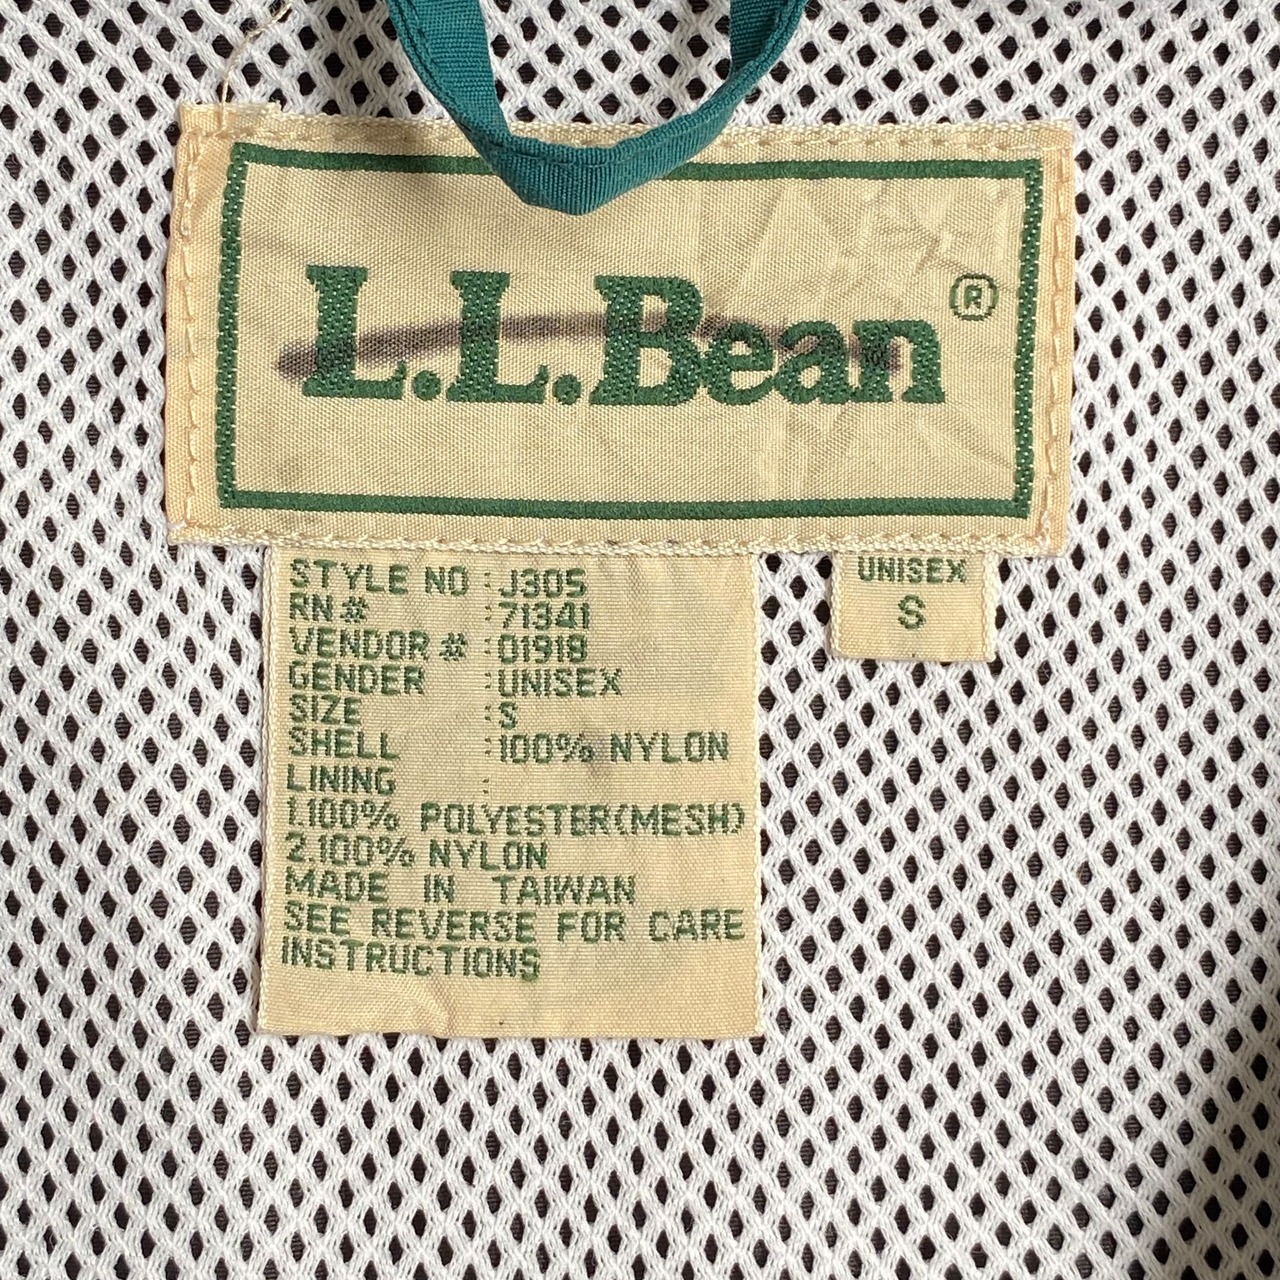 L.L.Bean®
STYLE NO : J305
RN# : 71341
VENDOR # : 01918
GENDER : UNISEX
SIZE : S
SHELL : 100% NYLON
LINING :
1.100% POLYESTER(MESH)
2.100% NYLON
MADE IN TAIWAN
SEE REVERSE FOR CARE
INSTRUCTIONS
UNISEX
S